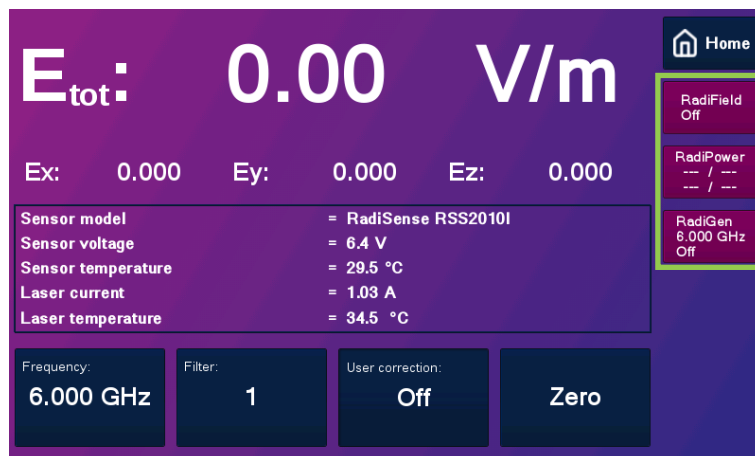 Etot: 0.00 V/m
Ex: 0.000 Ey: 0.000 Ez: 0.000
Sensor model = RadiSense RSS2010I
Sensor voltage = 6.4 V
Sensor temperature = 29.5 °C
Laser current = 1.03 A
Laser temperature = 34.5 °C
Frequency:
6.000 GHz
Filter:
1
User correction:
Off
Zero
Home
RadiField
Off
RadiPower
--- / ---
--- / ---
RadiGen
6.000 GHz
Off